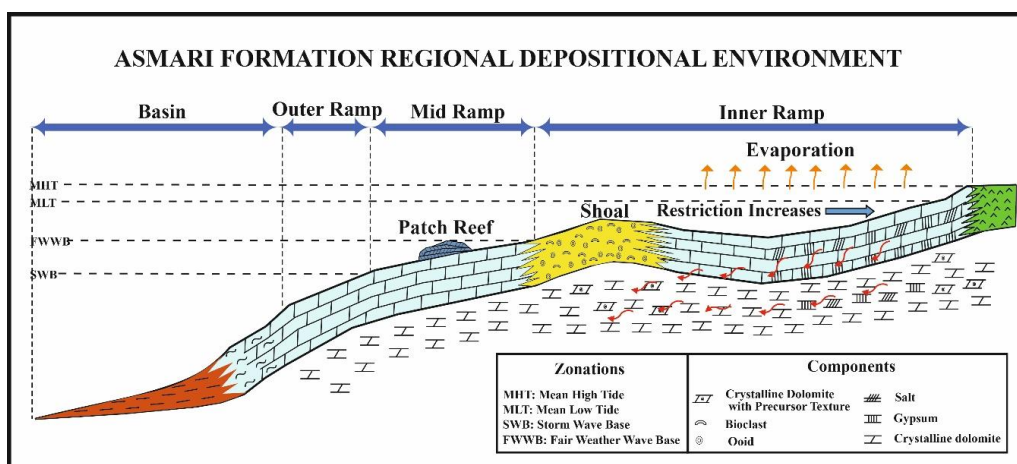 ASMARI FORMATION REGIONAL DEPOSITIONAL ENVIRONMENT
Basin
Outer Ramp
Mid Ramp
Inner Ramp
Evaporation
MHT
MLT
Shoal
Restriction Increases
Patch Reef
FWWB
SWB
Zonations
MHT: Mean High Tide
MLT: Mean Low Tide
SWB: Storm Wave Base
FWWB: Fair Weather Wave Base
Components
Crystalline Dolomite
with Precursor Texture
Bioclast
Ooid
Salt
Gypsum
Crystalline dolomite